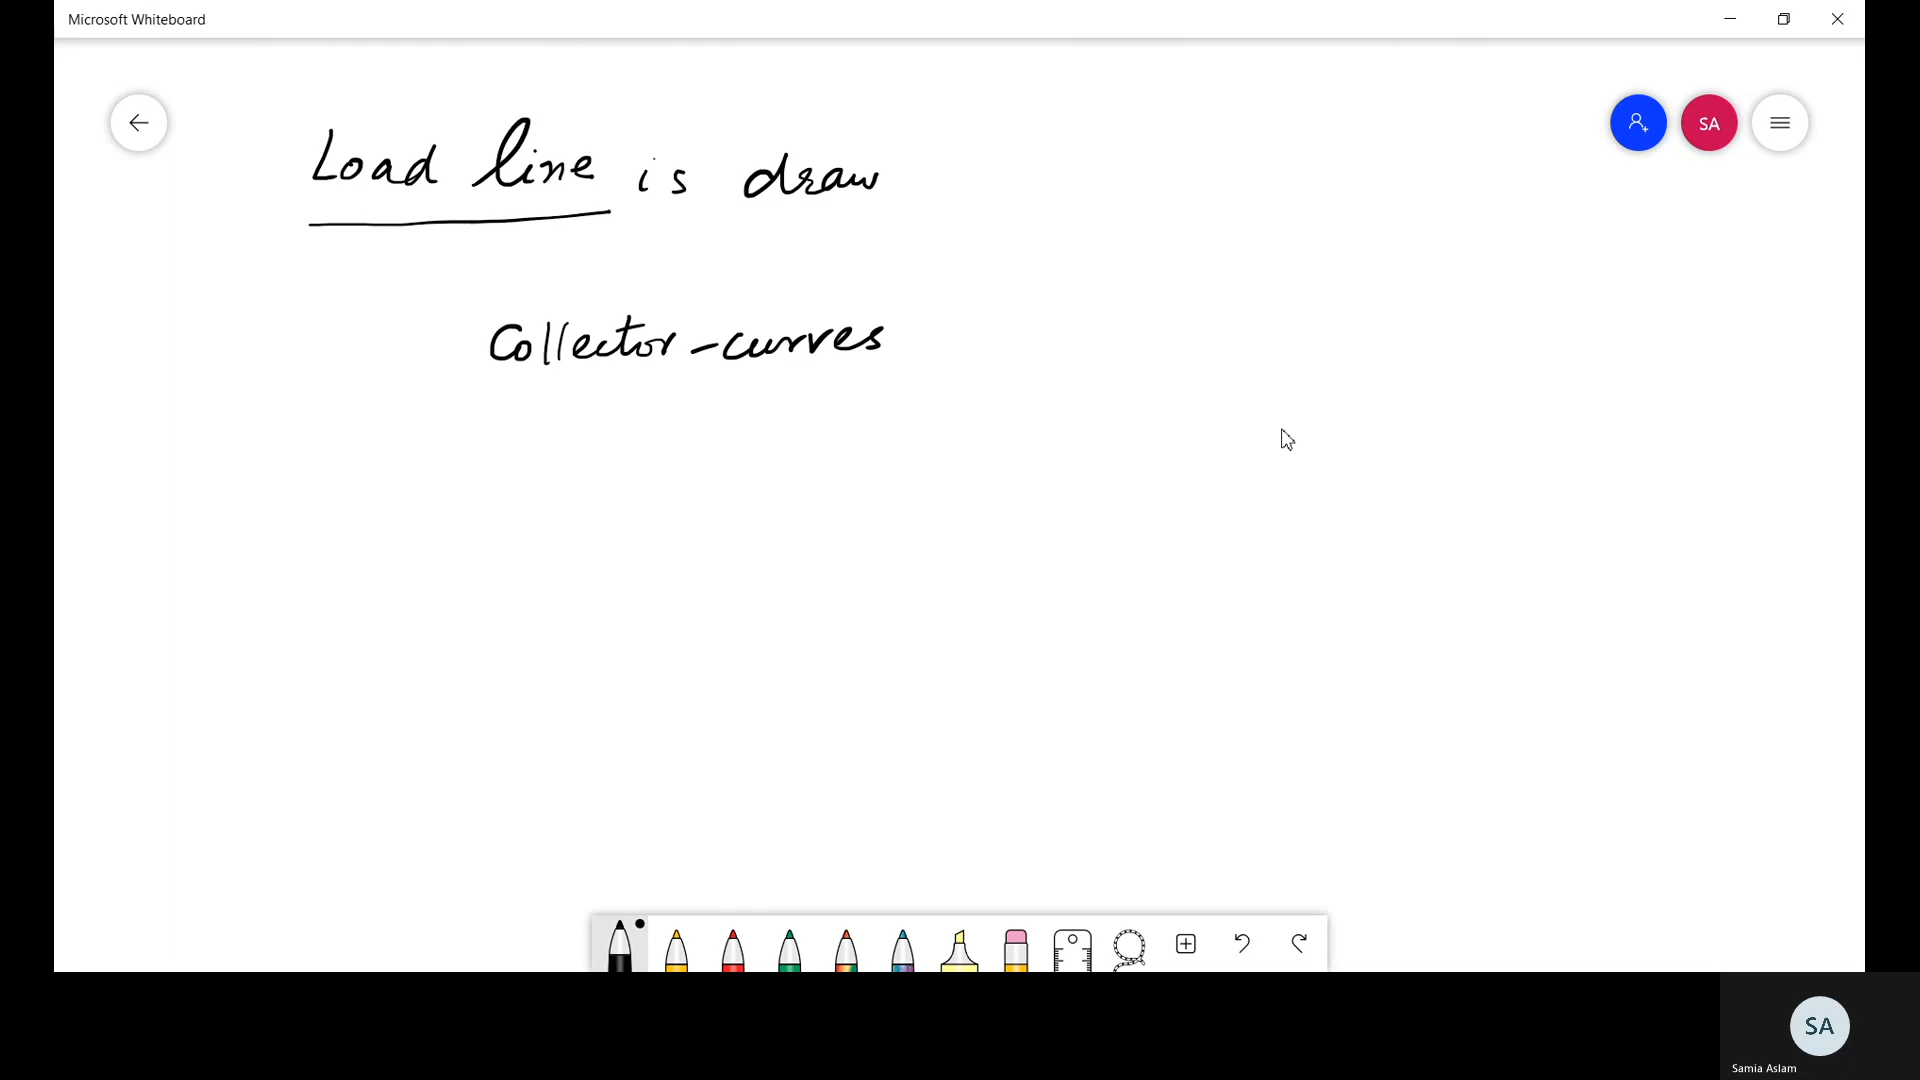 Microsoft Whiteboard
SA
Load line is draw
Collector-curves
SA
Samia Aslam